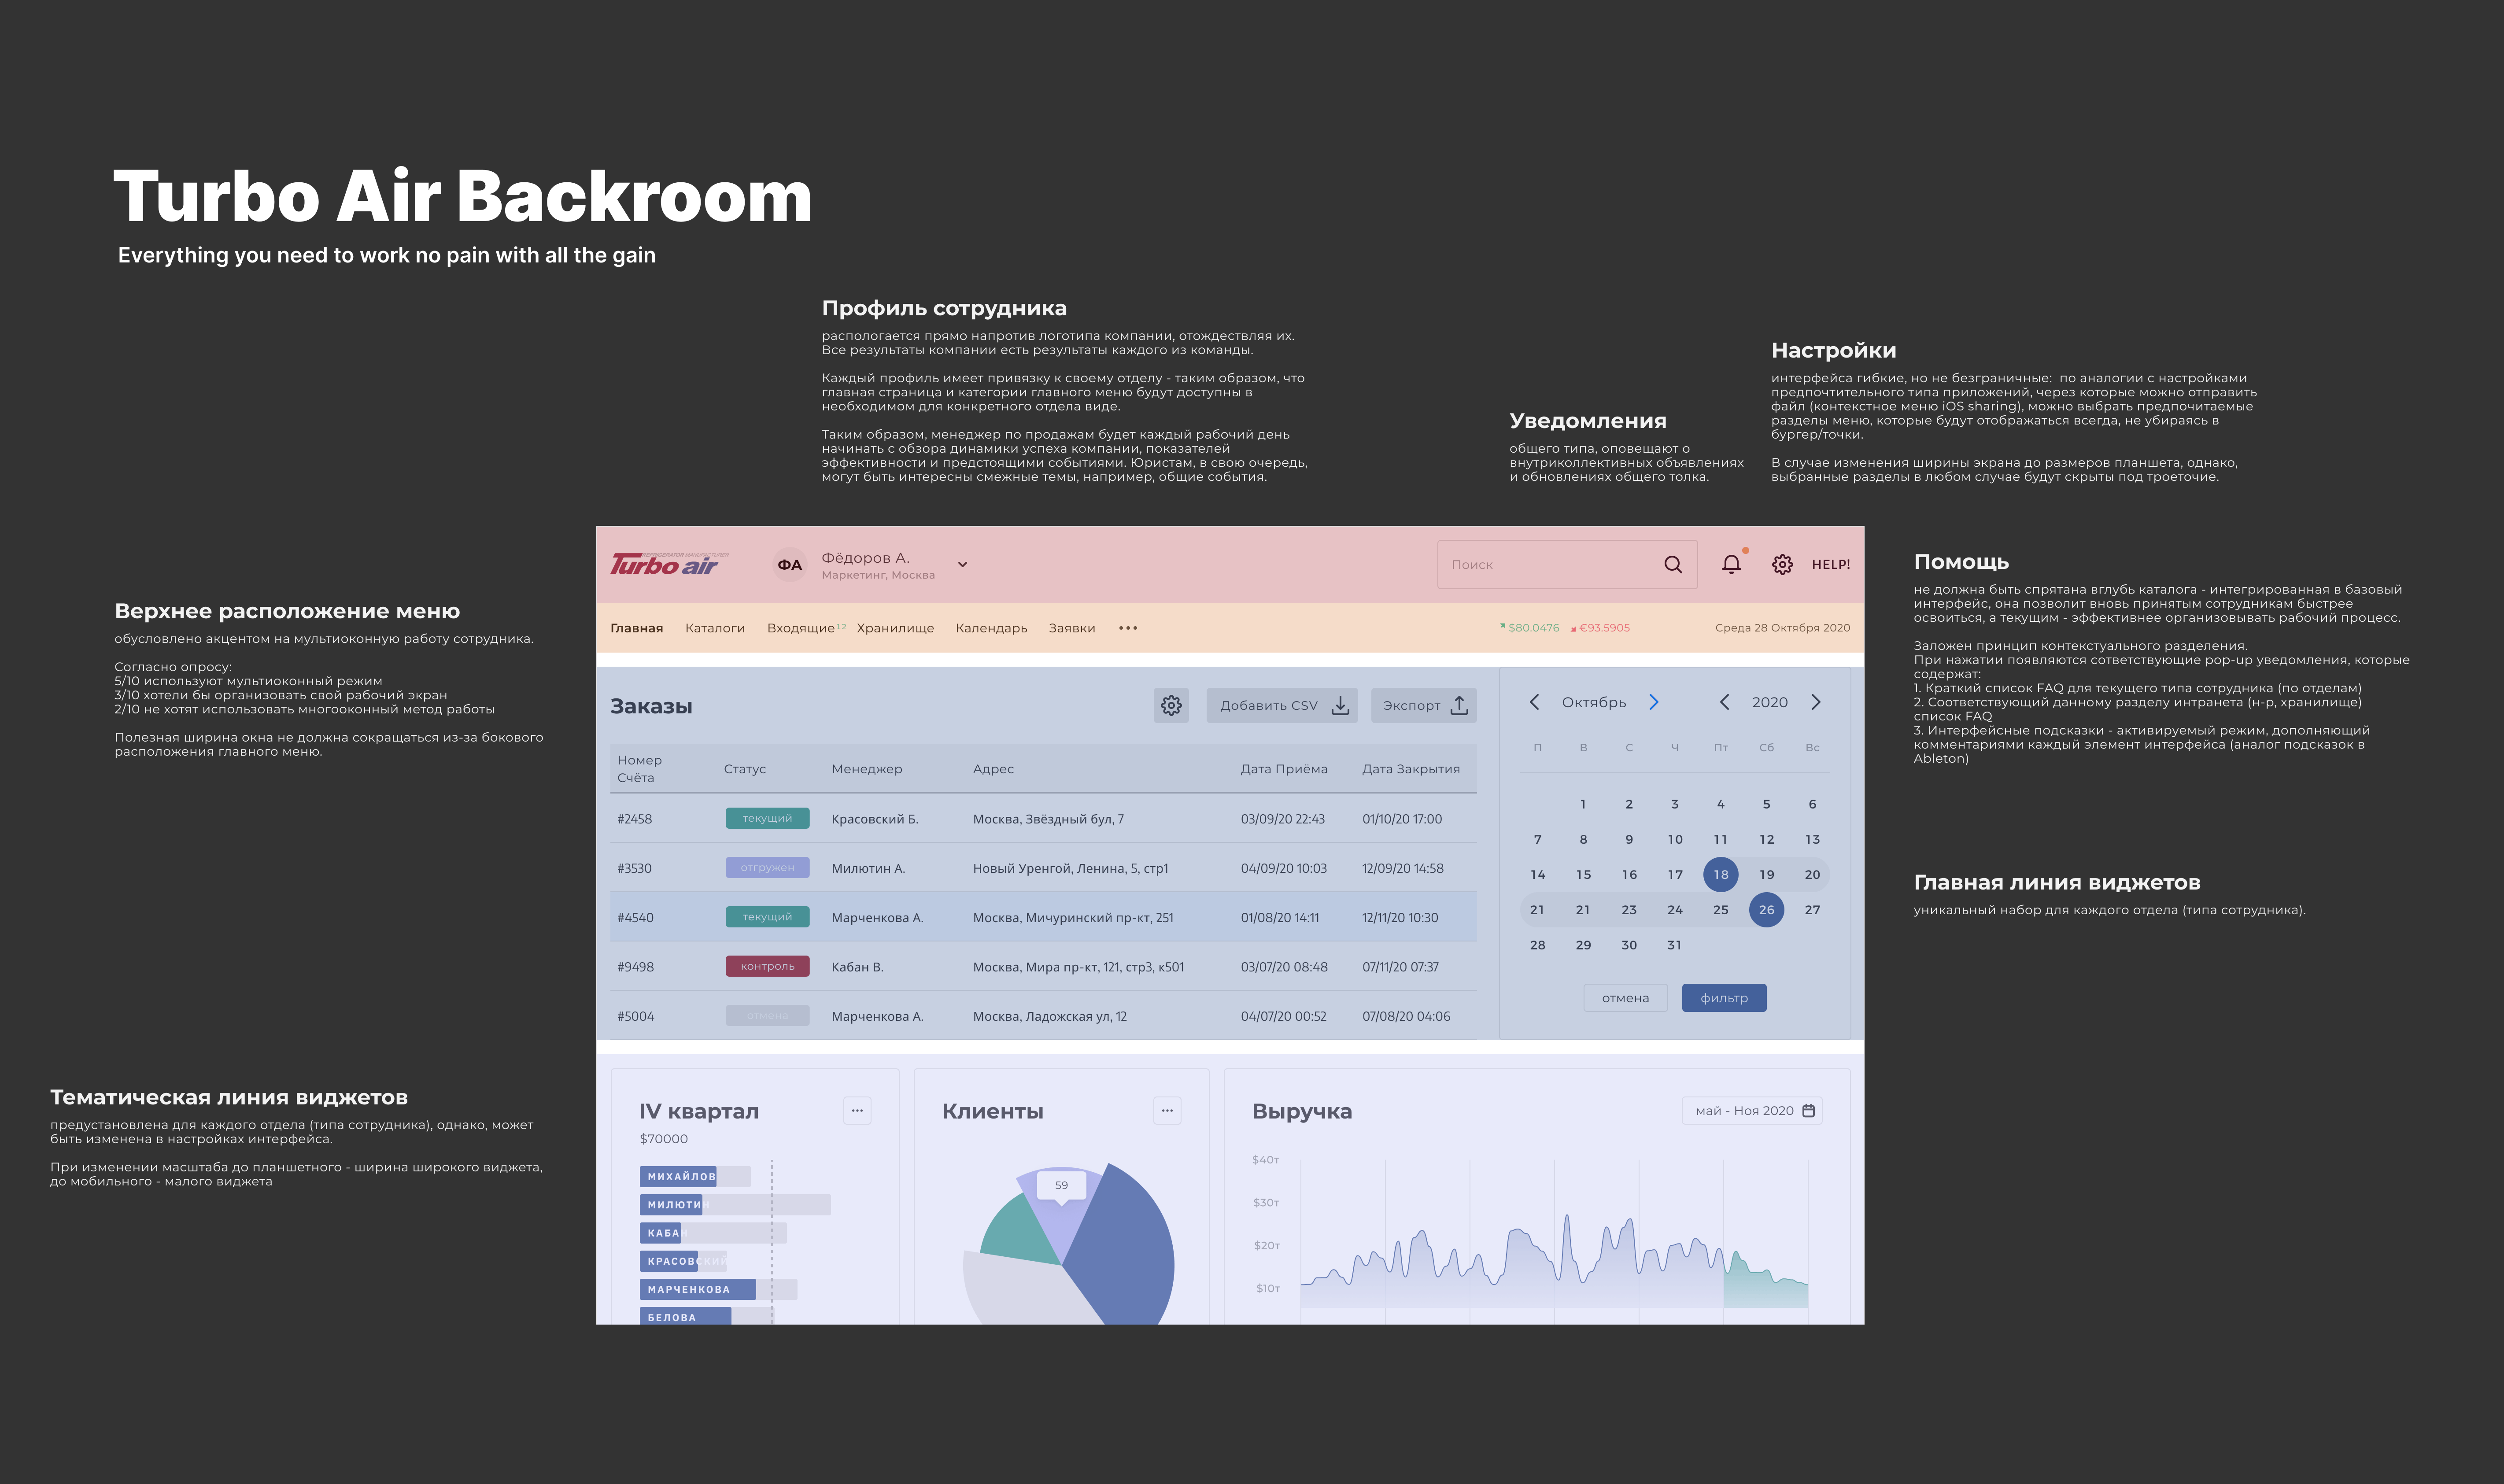 Turbo Air Backroom
Everything you need to work no pain with all the gain
Профиль сотрудника
распологается прямо напротив логотипа компании, отождествляя их.
Все результаты компании есть результаты каждого из команды.
Каждый профиль имеет привязку к своему отделу - таким образом, что
главная страница и категории главного меню будут доступны в
необходимом для конкретного отдела виде.
Таким образом, менеджер по продажам будет каждый рабочий день
начинать с обзора динамики успеха компании, показателей
эффективности и предстоящими событиями. Юристам, в свою очередь,
могут быть интересны смежные темы, например, общие события.
Уведомления
общего типа, оповещают о
внутриколлективных объявлениях
и обновлениях общего толка.
Настройки
интерфейса гибкие, но не безграничные:  по аналогии с настройками
предпочтительного типа приложений, через которые можно отправить
файл (контекстное меню iOS sharing), можно выбрать предпочитаемые
разделы меню, которые будут отображаться всегда, не убираясь в
бургер/точки.
В случае изменения ширины экрана до размеров планшета, однако,
выбранные разделы в любом случае будут скрыты под троеточие.
Верхнее расположение меню
обусловлено акцентом на мультиоконную работу сотрудника.
Согласно опросу:
5/10 используют мультиоконный режим
3/10 хотели бы организовать свой рабочий экран
2/10 не хотят использовать многооконный метод работы
Полезная ширина окна не должна сокращаться из-за бокового
расположения главного меню.
Тематическая линия виджетов
предустановлена для каждого отдела (типа сотрудника), однако, может
быть изменена в настройках интерфейса.
При изменении масштаба до планшетного - ширина широкого виджета,
до мобильного - малого виджета
REFRIGERATOR MANUFACTURER
Turbo air
ФА
Фёдоров А.
Маркетинг, Москва
Поиск
HELP!
Главная Каталоги Входящие12 Хранилище Календарь Заявки •••
$80.0476 €93.5905 Среда 28 Октября 2020
Заказы
Добавить CSV Экспорт
Номер
Счёта
Статус Менеджер Адрес Дата Приёма Дата Закрытия
#2458 текущий Красовский Б. Москва, Звёздный бул, 7 03/09/20 22:43 01/10/20 17:00
#3530 отгружен Милютин А. Новый Уренгой, Ленина, 5, стр1 04/09/20 10:03 12/09/20 14:58
#4540 текущий Марченкова А. Москва, Мичуринский пр-кт, 251 01/08/20 14:11 12/11/20 10:30
#9498 контроль Кабан В. Москва, Мира пр-кт, 121, стр3, к501 03/07/20 08:48 07/11/20 07:37
#5004 отмена Марченкова А. Москва, Ладожская ул, 12 04/07/20 00:52 07/08/20 04:06
Октябрь 2020
П В С Ч Пт Сб Вс
1 2 3 4 5 6
7 8 9 10 11 12 13
14 15 16 17 18 19 20
21 21 23 24 25 26 27
28 29 30 31
отмена фильтр
IV квартал
$70000
МИХАЙЛОВ
МИЛЮТИН
КАБАН
КРАСОВСКИЙ
МАРЧЕНКОВА
БЕЛОВА
Клиенты
59
Выручка
май - Ноя 2020
$40т
$30т
$20т
$10т
Помощь
не должна быть спрятана вглубь каталога - интегрированная в базовый
интерфейс, она позволит вновь принятым сотрудникам быстрее
освоиться, а текущим - эффективнее организовывать рабочий процесс.
Заложен принцип контекстуального разделения.
При нажатии появляются сответствующие pop-up уведомления, которые
содержат:
1. Краткий список FAQ для текущего типа сотрудника (по отделам)
2. Соответствующий данному разделу интранета (н-р, хранилище)
список FAQ
3. Интерфейсные подсказки - активируемый режим, дополняющий
комментариями каждый элемент интерфейса (аналог подсказок в
Ableton)
Главная линия виджетов
уникальный набор для каждого отдела (типа сотрудника).